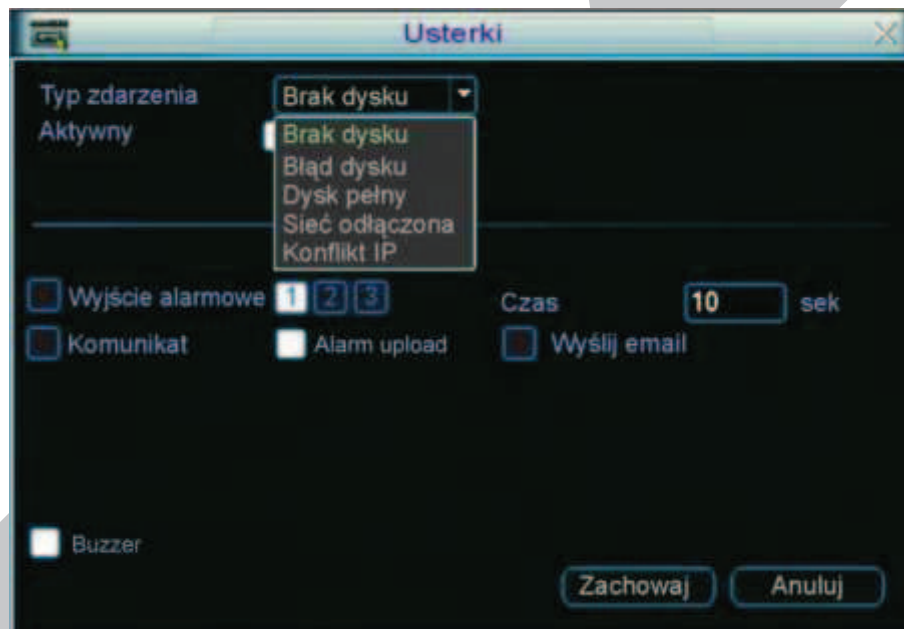 Usterki
Typ zdarzenia Brak dysku
Aktywny Brak dysku
Błąd dysku
Dysk pełny
Sieć odłączona
Konflikt IP
Wyjście alarmowe 1 2 3 Czas 10 sek
Komunikat Alarm upload Wyślij email
Buzzer
Zachowaj Anuluj